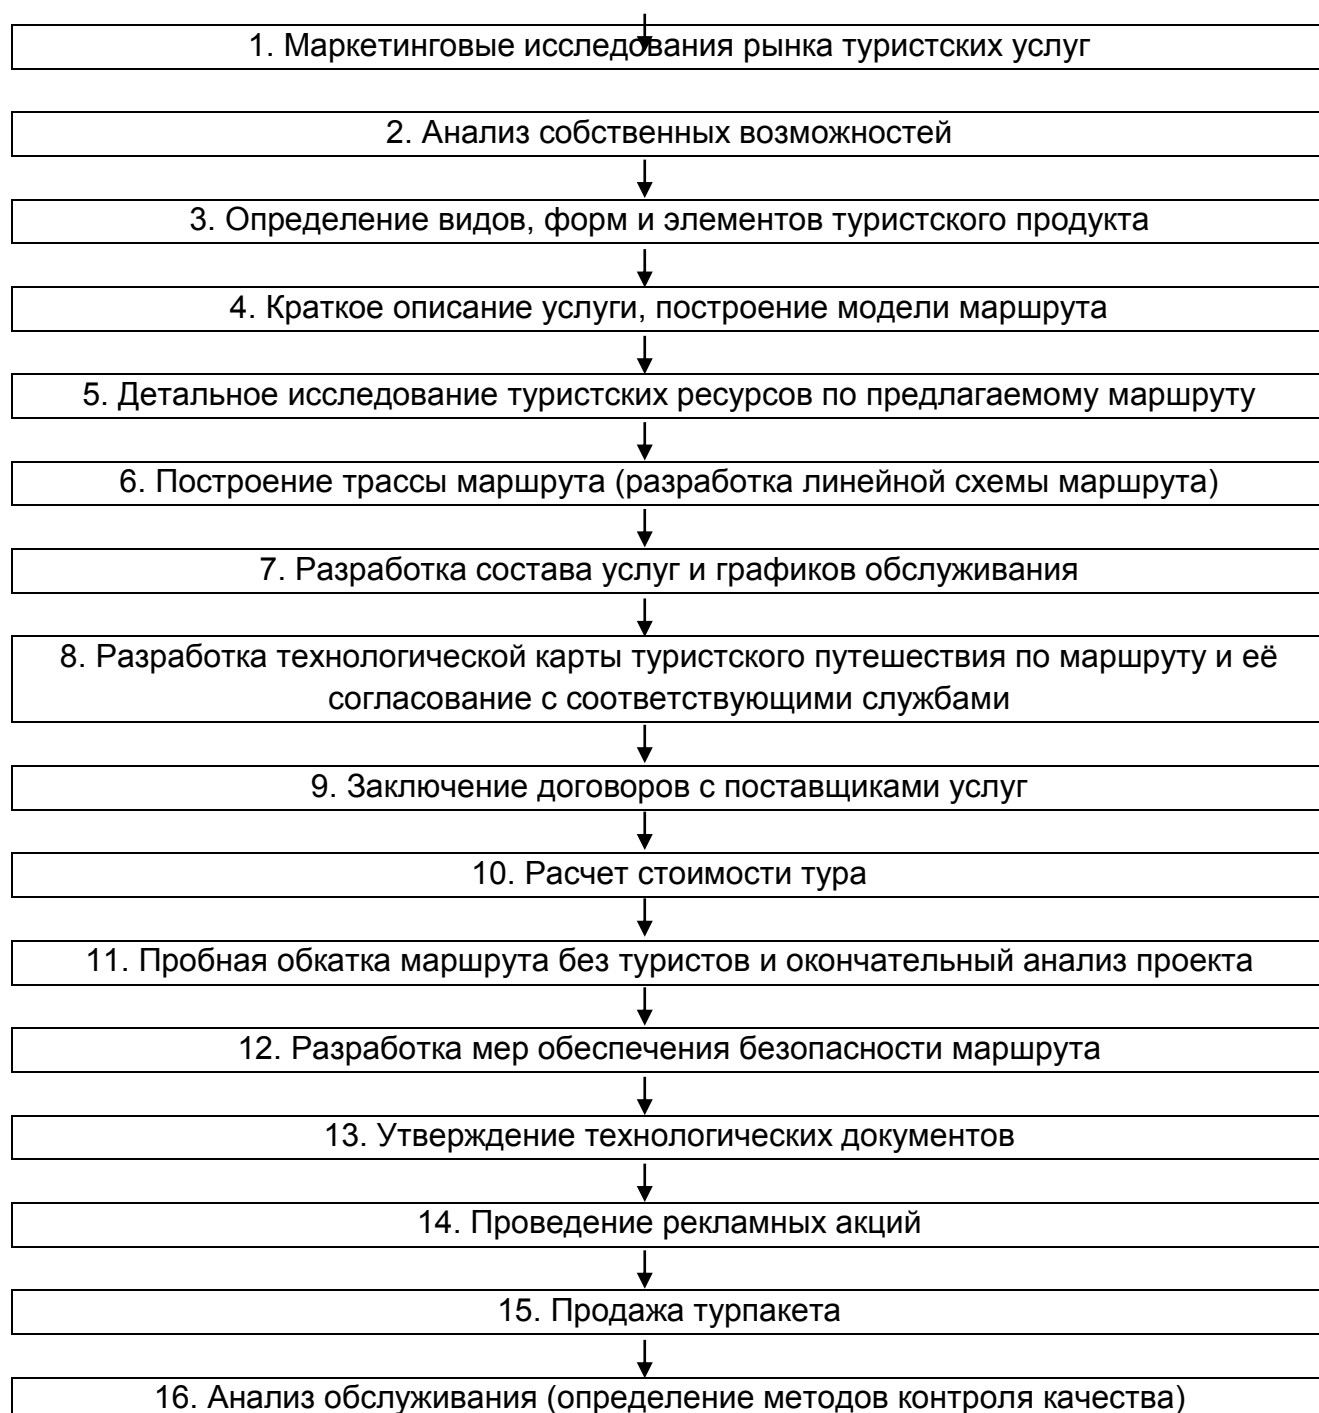 1. Маркетинговые исследования рынка туристских услуг
2. Анализ собственных возможностей
3. Определение видов, форм и элементов туристского продукта
4. Краткое описание услуги, построение модели маршрута
5. Детальное исследование туристских ресурсов по предлагаемому маршруту
6. Построение трассы маршрута (разработка линейной схемы маршрута)
7. Разработка состава услуг и графиков обслуживания
8. Разработка технологической карты туристского путешествия по маршруту и её
согласование с соответствующими службами
9. Заключение договоров с поставщиками услуг
10. Расчет стоимости тура
11. Пробная обкатка маршрута без туристов и окончательный анализ проекта
12. Разработка мер обеспечения безопасности маршрута
13. Утверждение технологических документов
14. Проведение рекламных акций
15. Продажа турпакета
16. Анализ обслуживания (определение методов контроля качества)